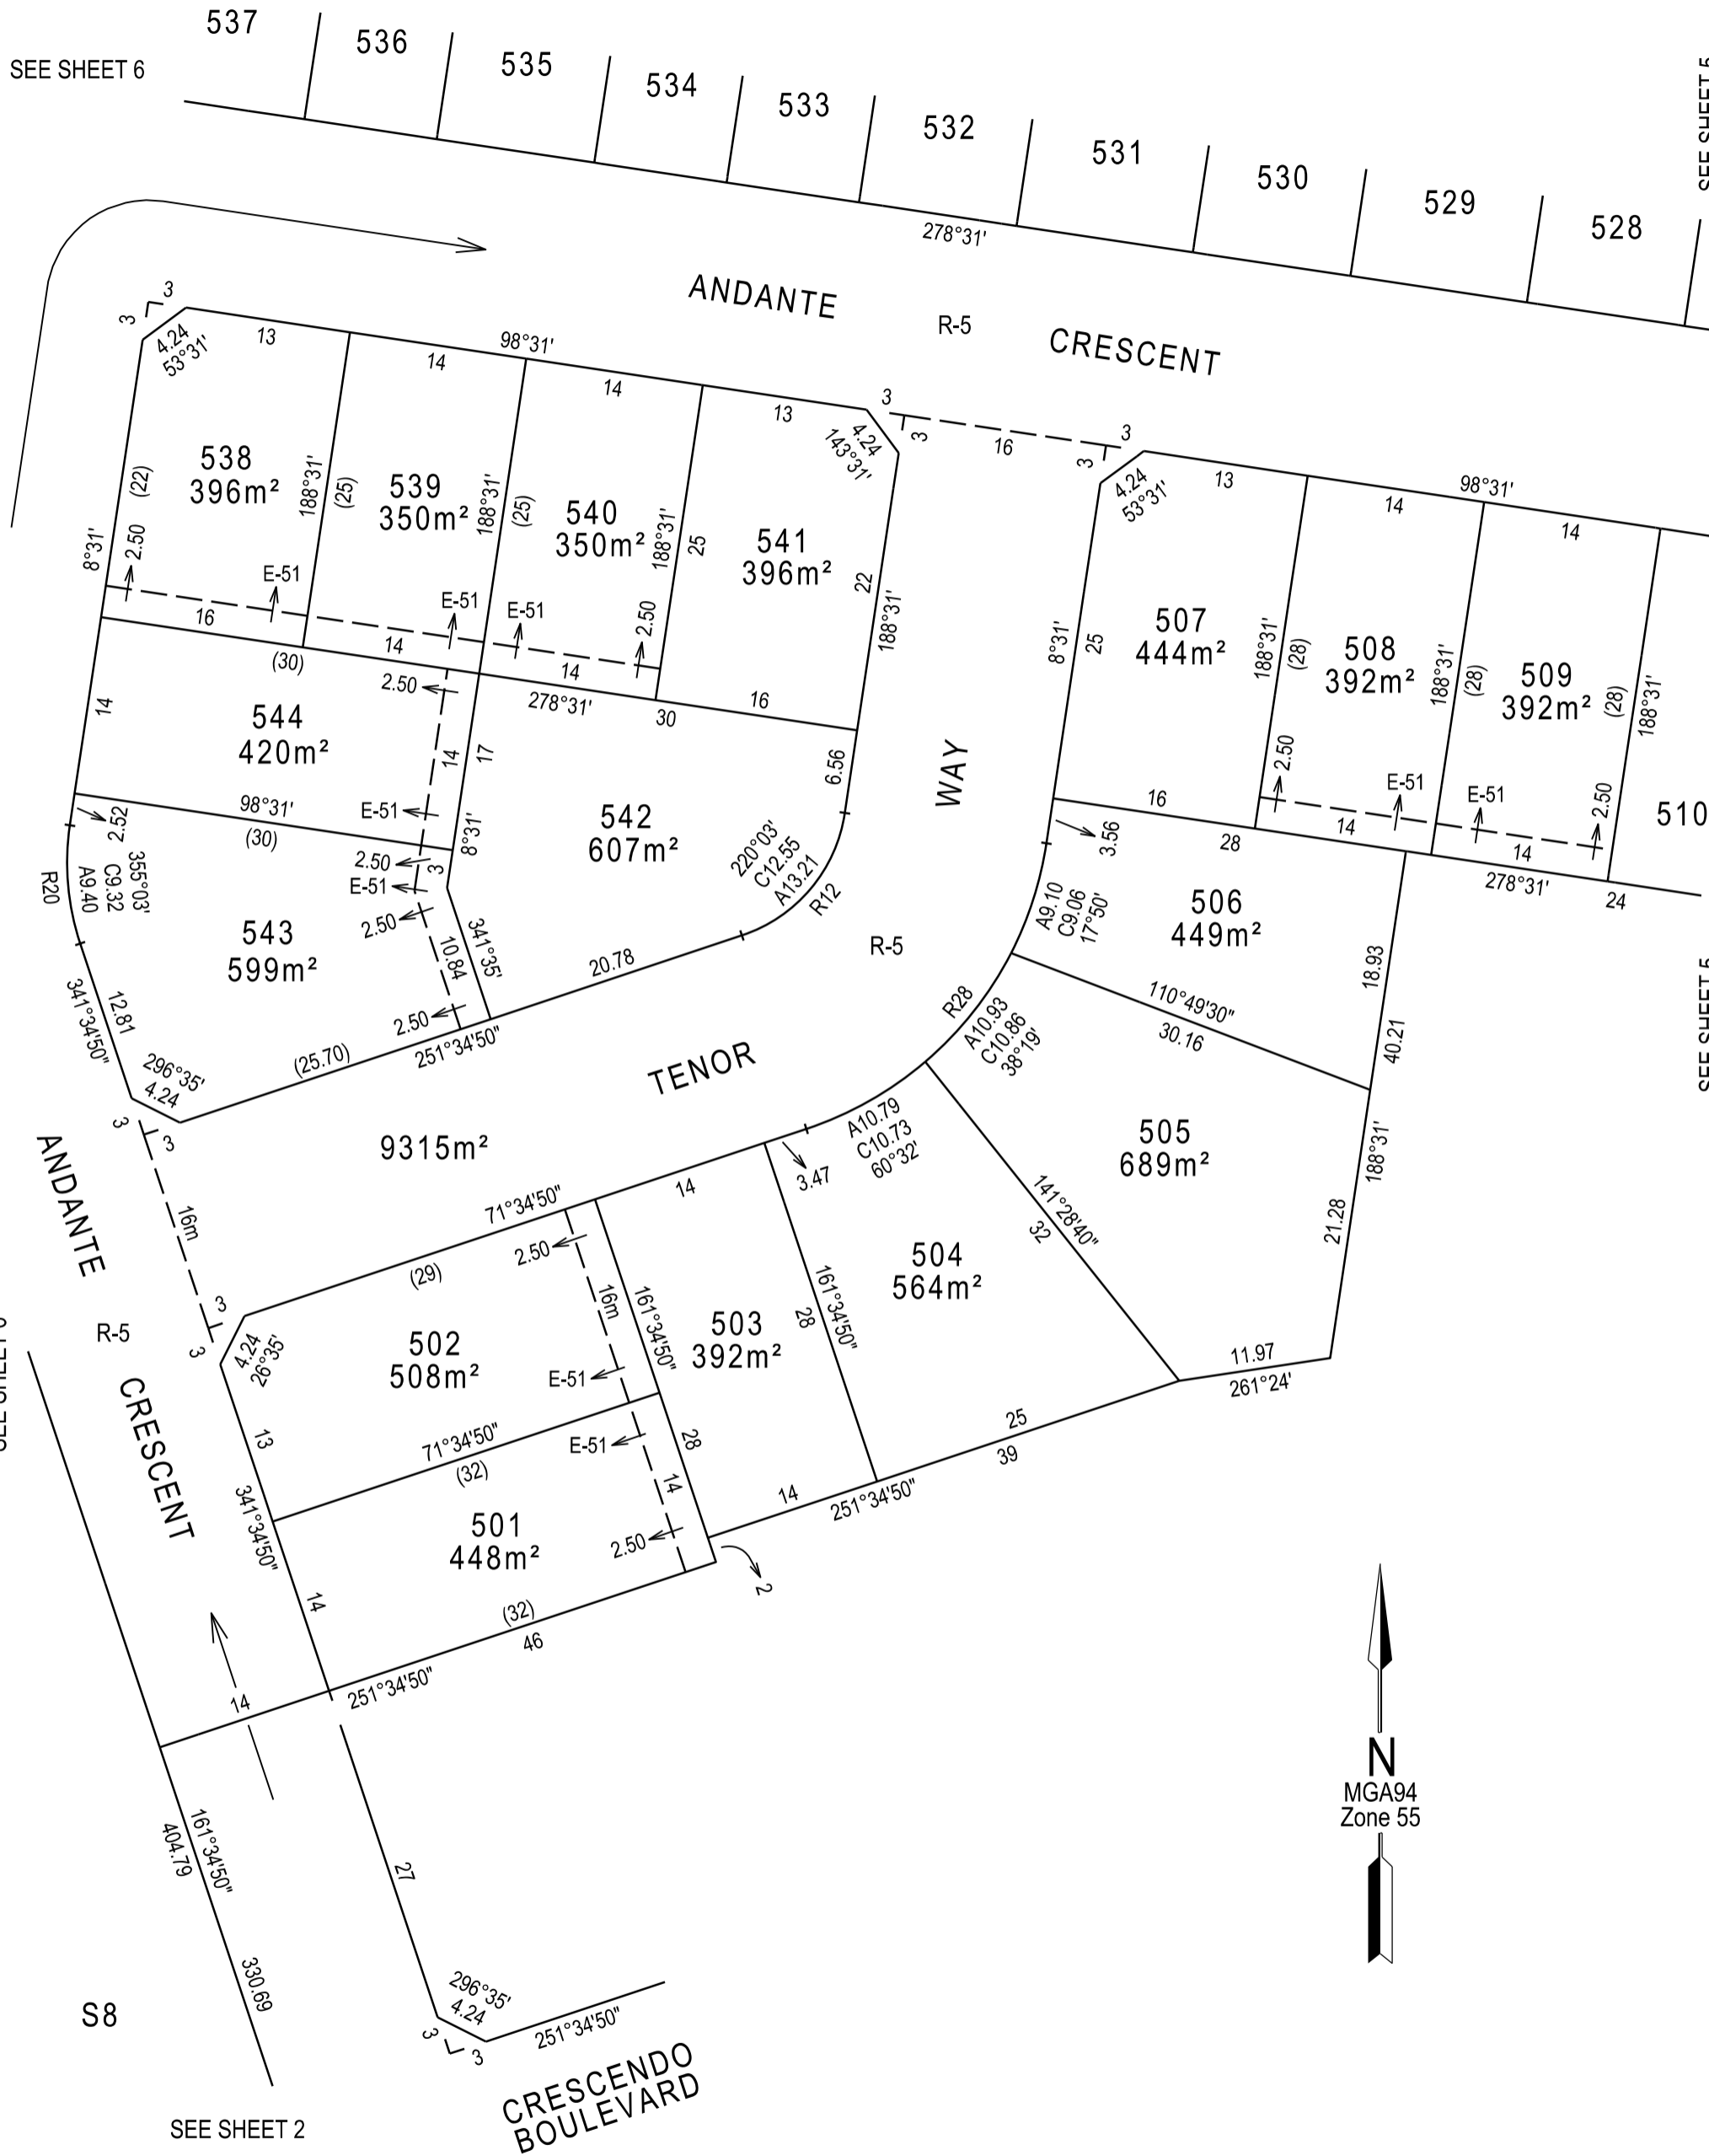 537
536
535
534
533
532
531
530
529
528
SEE SHEET 6
SEE SHEET 5
278°31'
ANDANTE
R-5
CRESCENT
3
3
4.24
53°31'
13
14
98°31'
14
13
3
3
4.24
143°31'
16
3
3
4.24
53°31'
13
14
98°31'
14
538
396m²
(22)
8°31'
2.50
188°31'
(25)
539
350m²
188°31'
(25)
540
350m²
188°31'
25
541
396m²
22
188°31'
E-51
E-51
E-51
2.50
16
14
14
16
(30)
278°31'
30
507
444m²
8°31'
25
188°31'
(28)
508
392m²
188°31'
(28)
509
392m²
(28)
188°31'
2.50
E-51
E-51
2.50
510
16
28
14
14
278°31'
24
544
420m²
14
2.50
14
17
E-51
98°31'
(30)
8°31'
542
607m²
6.56
220°03'
C12.55
A13.21
R12
WAY
R-5
3.56
A9.10
C9.06
17°50'
506
449m²
18.93
2.52
355°03'
C9.32
A9.40
R20
2.50
3
E-51
2.50
543
599m²
10.84
341°35'
20.78
12.81
341°34'50"
2.50
(25.70)
251°34'50"
296°35'
4.24
3
3
R28
A10.93
C10.86
38°19'
110°49'30"
30.16
40.21
SEE SHEET 5
TENOR
9315m²
A10.79
C10.73
60°32'
3.47
505
689m²
188°31'
21.28
141°28'40"
32
ANDANTE
16m
R-5
CRESCENT
3
3
4.24
26°35'
71°34'50"
(29)
14
2.50
16m
161°34'50"
502
508m²
503
392m²
161°34'50"
28
504
564m²
11.97
261°24'
E-51
13
71°34'50"
(32)
E-51
28
14
25
39
341°34'50"
501
448m²
2.50
14
251°34'50"
14
2
(32)
46
251°34'50"
14
161°34'50"
404.79
27
330.69
N
MGA94
Zone 55
S8
296°35'
4.24
3
3
251°34'50"
CRESCENDO
BOULEVARD
SEE SHEET 2